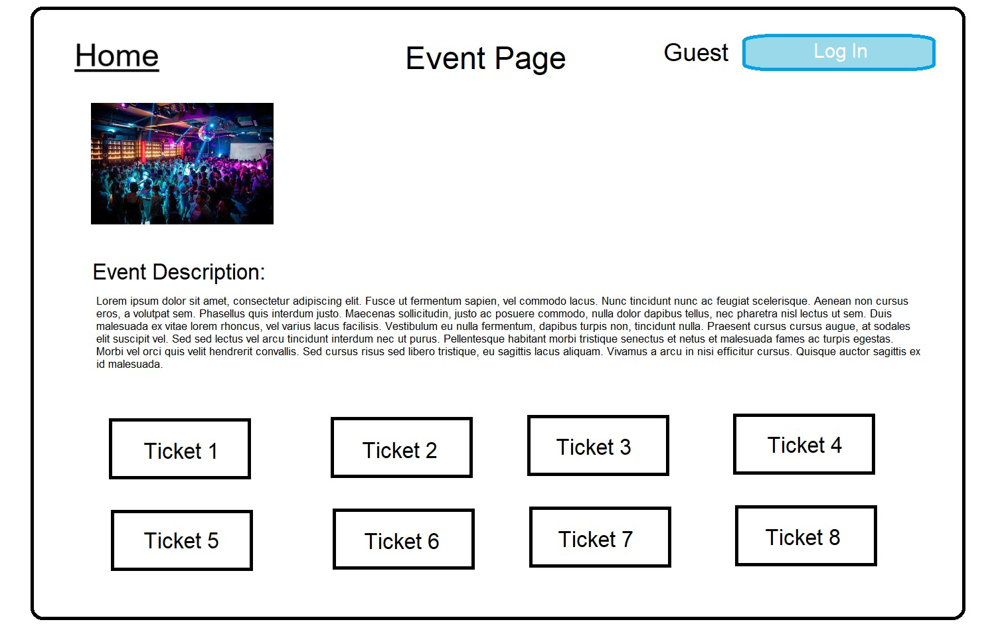 Home
Event Page
Guest
Log In
Event Description:
Lorem ipsum dolor sit amet, consectetur adipiscing elit. Fusce ut fermentum sapien, vel commodo lacus. Nunc tincidunt nunc ac feugiat scelerisque. Aenean non cursus
eros, a volutpat sem. Phasellus quis interdum justo. Maecenas sollicitudin, justo ac posuere commodo, nulla dolor dapibus tellus, nec pharetra nisl lectus ut sem. Duis
malesuada ex vitae lorem rhoncus, vel varius lacus facilisis. Vestibulum eu nulla fermentum, dapibus turpis non, tincidunt nulla. Praesent cursus cursus augue, at sodales
elit suscipit vel. Sed sed lectus vel arcu tincidunt interdum nec ut purus. Pellentesque habitant morbi tristique senectus et netus et malesuada fames ac turpis egestas.
Morbi vel orci quis velit hendrerit convallis. Sed cursus risus sed libero tristique, eu sagittis lacus aliquam. Vivamus a arcu in nisi efficitur cursus. Quisque auctor sagittis ex
id malesuada.
Ticket 1
Ticket 2
Ticket 3
Ticket 4
Ticket 5
Ticket 6
Ticket 7
Ticket 8